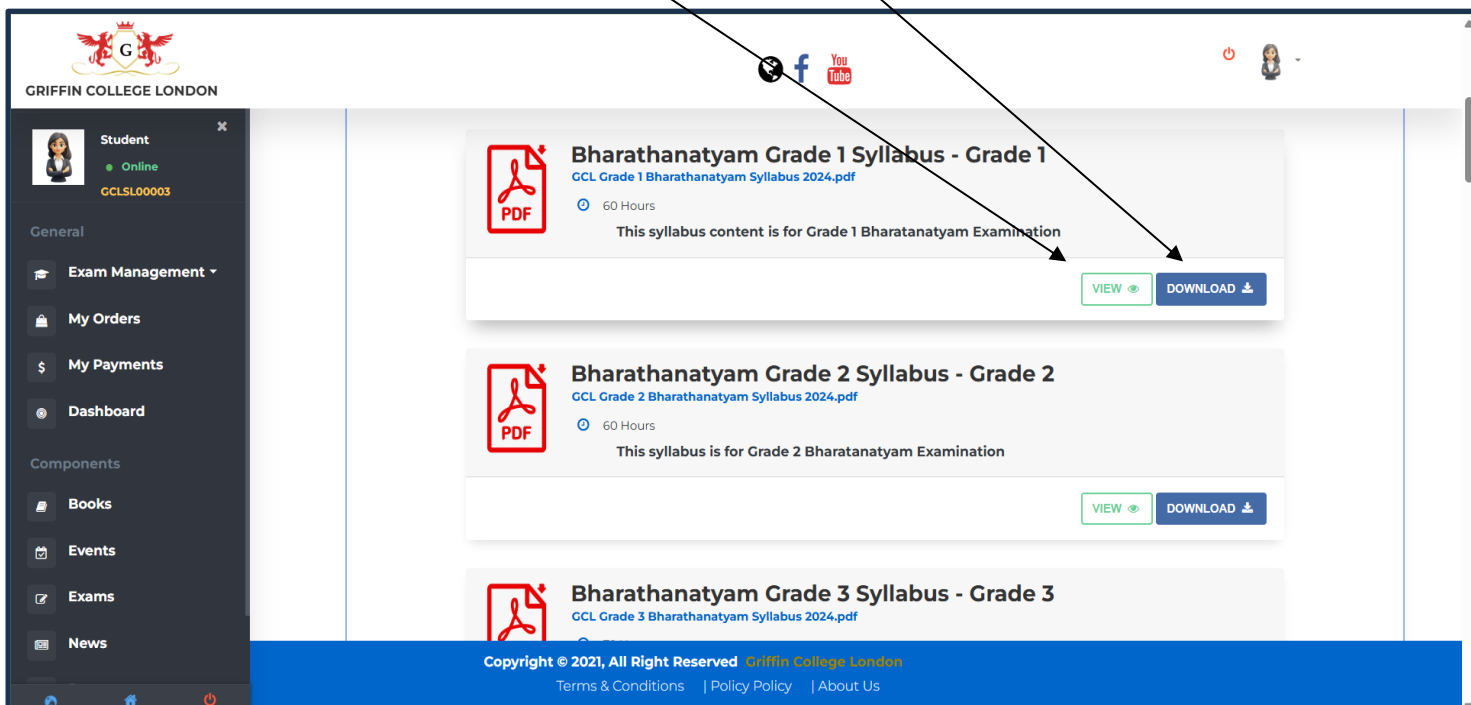 G
GRIFFIN COLLEGE LONDON
f
You
Tube
Student
Online
GCLSL00003
General
Exam Management
My Orders
$ My Payments
Dashboard
Components
Books
Events
Exams
News
Bharathanatyam Grade 1 Syllabus - Grade 1
GCL Grade 1 Bharathanatyam Syllabus 2024.pdf
PDF
60 Hours
This syllabus content is for Grade 1 Bharatanatyam Examination
VIEW DOWNLOAD
Bharathanatyam Grade 2 Syllabus - Grade 2
GCL Grade 2 Bharathanatyam Syllabus 2024.pdf
PDF
60 Hours
This syllabus is for Grade 2 Bharatanatyam Examination
VIEW DOWNLOAD
Bharathanatyam Grade 3 Syllabus - Grade 3
GCL Grade 3 Bharathanatyam Syllabus 2024.pdf
Copyright © 2021, All Right Reserved Griffin College London
Terms & Conditions | Policy Policy | About Us